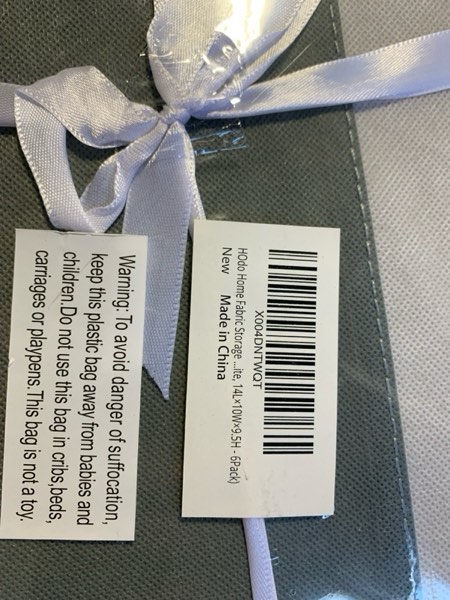 X004DNTWQT
HOdo Home Fabric Storage ...ite, 14Lx10Wx9.5H - 6Pack)
New Made in China
Warning: To avoid danger of suffocation,
keep this plastic bag away from babies and
children.Do not use this bag in cribs,beds,
carriages or playpens.This bag is not a toy.